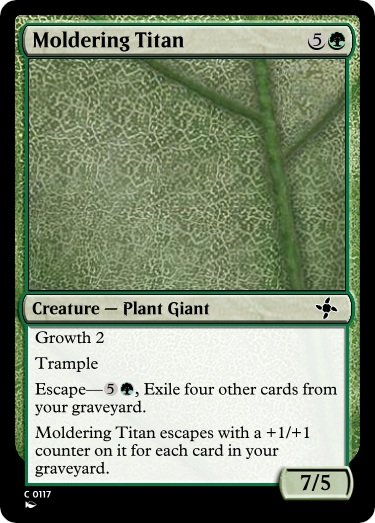 Moldering Titan 5
Creature — Plant Giant
Growth 2
Trample
Escape—5, Exile four other cards from
your graveyard.
Moldering Titan escapes with a +1/+1
counter on it for each card in your
graveyard.
7/5
C 0117